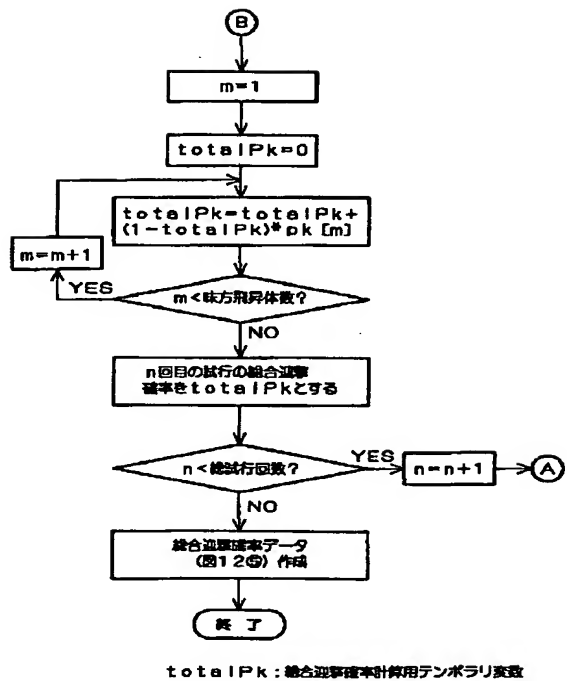 B
m=1
totalPk=0
totalPk=totalPk+
(1-totalPk)*pk[m]
m=m+1
YES
m<味方飛昇体数?
NO
n回目の試行の総合迎撃
確率をtotalPkとする
n<総試行回数?
YES
n=n+1
A
NO
総合迎撃確率データ
(図12⑤)作成
終了
totalPk:総合迎撃確率計算用テンポラリ変数